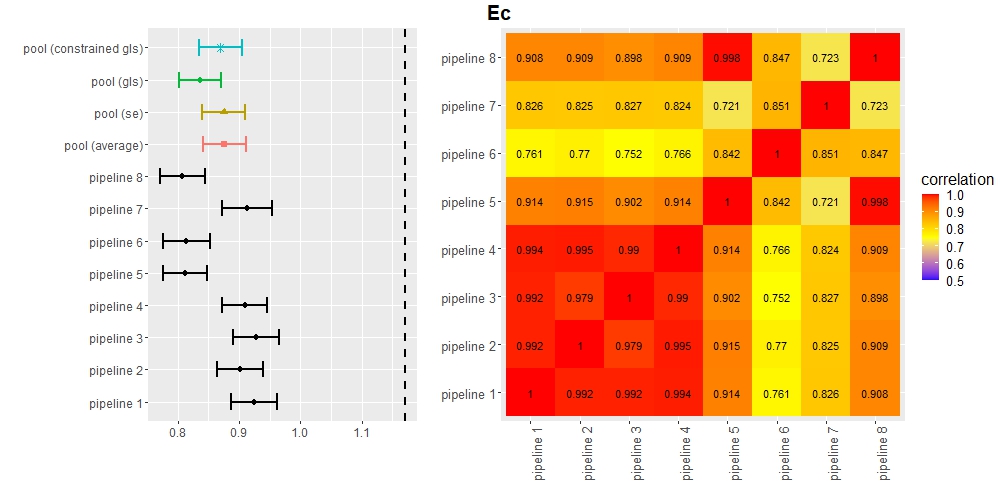 Ec
pool (constrained gls)
pool (gls)
pool (se)
pool (average)
pipeline 8
pipeline 7
pipeline 6
pipeline 5
pipeline 4
pipeline 3
pipeline 2
pipeline 1
0.8 0.9 1.0 1.1
pipeline 8 0.908 0.909 0.898 0.909 0.998 0.847 0.723 1
pipeline 7 0.826 0.825 0.827 0.824 0.721 0.851 1 0.723
pipeline 6 0.761 0.77 0.752 0.766 0.842 1 0.851 0.847
pipeline 5 0.914 0.915 0.902 0.914 1 0.842 0.721 0.998
pipeline 4 0.994 0.995 0.99 1 0.914 0.766 0.824 0.909
pipeline 3 0.992 0.979 1 0.99 0.902 0.752 0.827 0.898
pipeline 2 0.992 1 0.979 0.995 0.915 0.77 0.825 0.909
pipeline 1 1 0.992 0.992 0.994 0.914 0.761 0.826 0.908
pipeline 1
pipeline 2
pipeline 3
pipeline 4
pipeline 5
pipeline 6
pipeline 7
pipeline 8
correlation
1.0
0.9
0.8
0.7
0.6
0.5